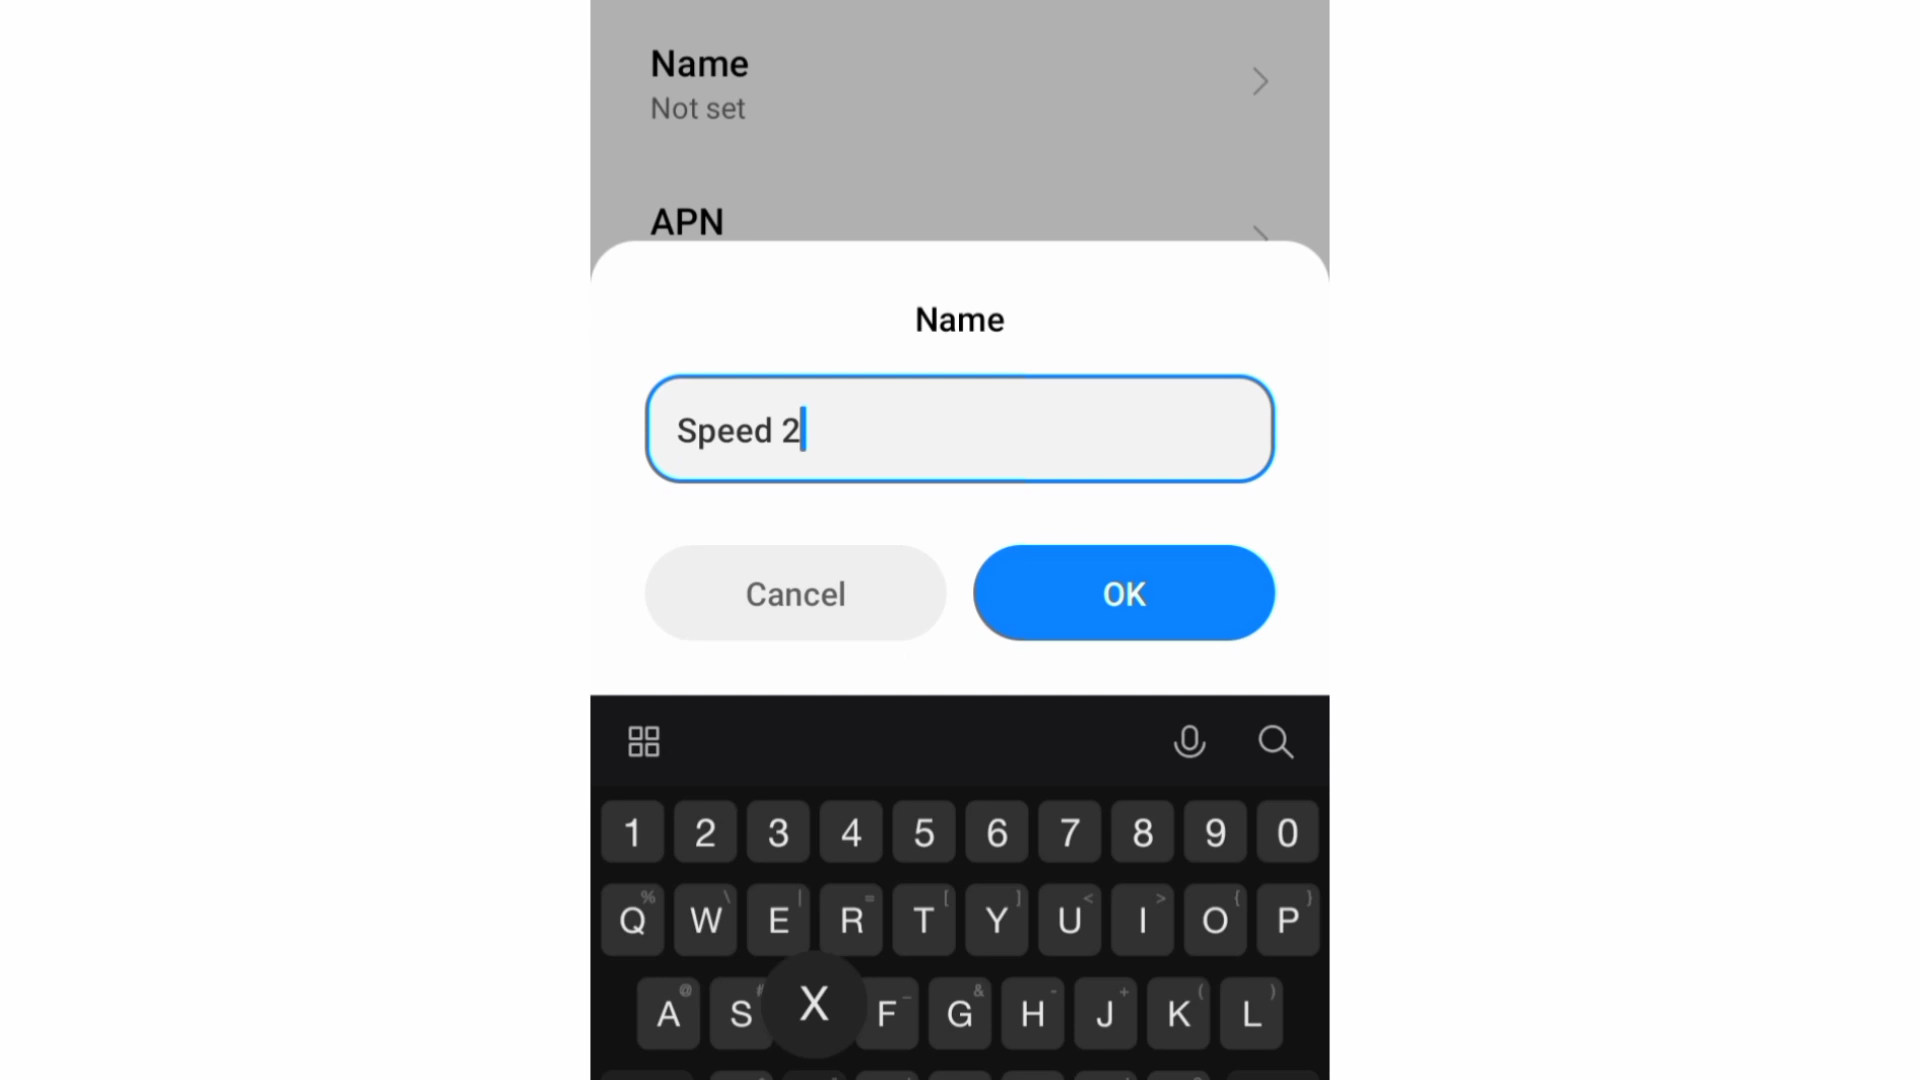 Name
Not set
APN
Name
Speed 2
Cancel OK
1 2 3 4 5 6 7 8 9 0
% \ | = [ ] < > { }
Q W E R T Y U I O P
@ # _ & - + ( )
A S X F G H J K L